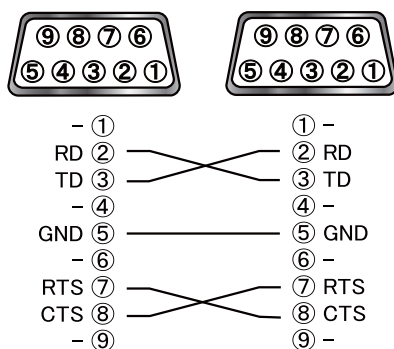 ⑨⑧⑦⑥ ⑨⑧⑦⑥
⑤④③②① ⑤④③②①
- ① ① -
RD ② ② RD
TD ③ ③ TD
- ④ ④ -
GND ⑤ ⑤ GND
- ⑥ ⑥ -
RTS ⑦ ⑦ RTS
CTS ⑧ ⑧ CTS
- ⑨ ⑨ -